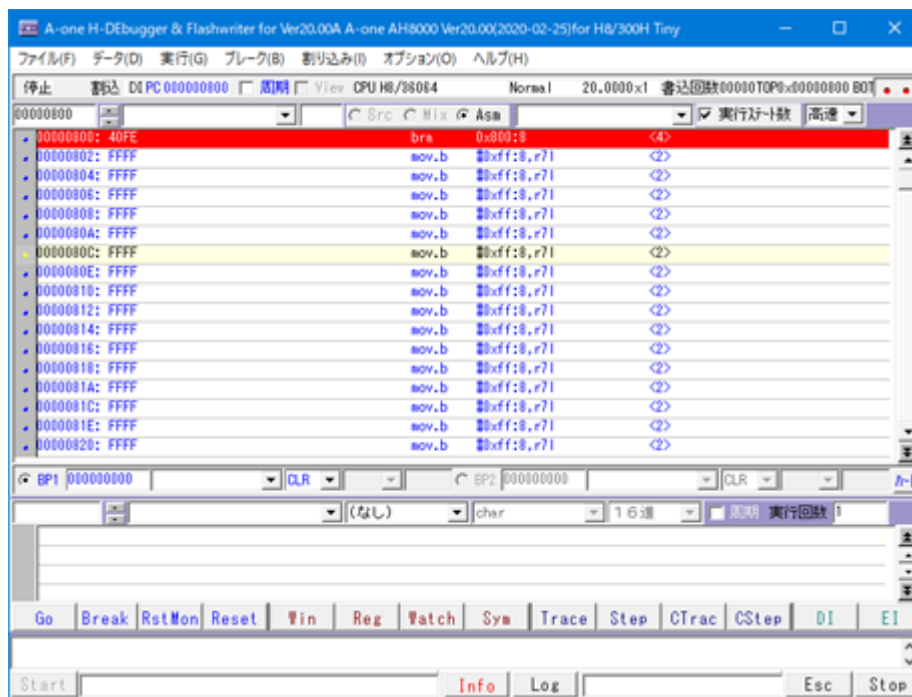 A-one H-DEbugger & Flashwriter for Ver20.00A A-one AH8000 Ver20.00(2020-02-25)for H8/300H Tiny
ファイル(F) データ(D) 実行(G) ブレーク(B) 割り込み(I) オプション(O) ヘルプ(H)
停止 割込 DI PC 000000000 周期 View CPU H8/36064 Normal 20.0000x1 書込回数00000TOP0x00000800 BOT
00000800 Src Mix Asm 実行ステート数 高速
00000800: 40FE bra 0x800:8 <4>
00000802: FFFF mov.b #0xff:8,r7l <2>
00000804: FFFF mov.b #0xff:8,r7l <2>
00000806: FFFF mov.b #0xff:8,r7l <2>
00000808: FFFF mov.b #0xff:8,r7l <2>
0000080A: FFFF mov.b #0xff:8,r7l <2>
0000080C: FFFF mov.b #0xff:8,r7l <2>
0000080E: FFFF mov.b #0xff:8,r7l <2>
00000810: FFFF mov.b #0xff:8,r7l <2>
00000812: FFFF mov.b #0xff:8,r7l <2>
00000814: FFFF mov.b #0xff:8,r7l <2>
00000816: FFFF mov.b #0xff:8,r7l <2>
00000818: FFFF mov.b #0xff:8,r7l <2>
0000081A: FFFF mov.b #0xff:8,r7l <2>
0000081C: FFFF mov.b #0xff:8,r7l <2>
0000081E: FFFF mov.b #0xff:8,r7l <2>
00000820: FFFF mov.b #0xff:8,r7l <2>
BP1 000000000 CLR BP2 000000000 CLR
(なし) char 16進 周期 実行回数 1
Go Break RstMon Reset Win Reg Watch Sym Trace Step CTrac CStep DI EI
Start Info Log Esc Stop